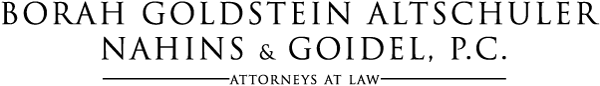 BORAH GOLDSTEIN ALTSCHULER
NAHINS & GOIDEL, P.C.
ATTORNEYS AT LAW